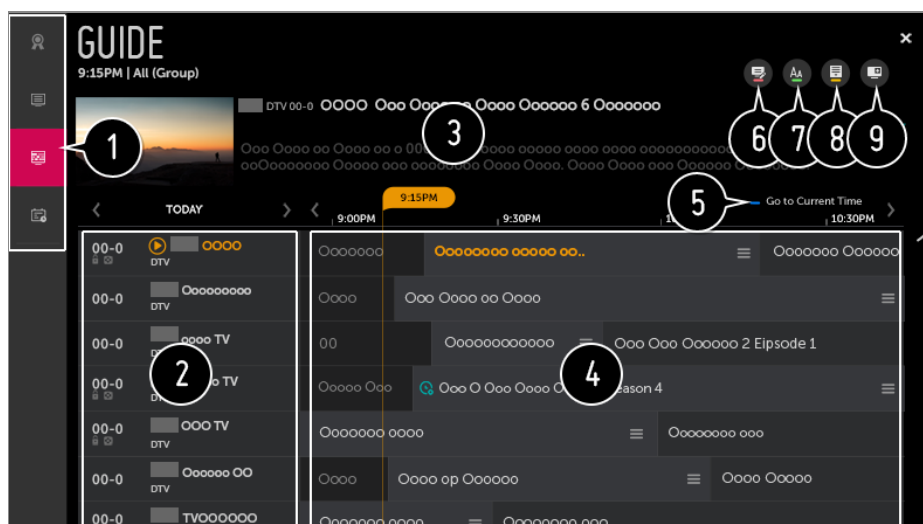 GUIDE
9:15PM | All (Group)
DTV 00-0 OOOO Ooo Oooo Oooooo 6 Ooooooo
1
3
6 7 8 9
5
Go to Current Time
TODAY
9:15PM
9:00PM 9:30PM 10:30PM
00-0 OOOO Ooooooo Oooooooo ooooo oo.. Ooooooo Oooooo
DTV
00-0 Ooooooooo Oooo Ooo Oooo oo Oooo
DTV
00-0 oooo TV 00 Oooooooooooo Ooo Ooo Oooooo 2 Eipsode 1
2 4
00-0 TV Ooooo Ooo Ooo O Ooo Oooo
DTV
00-0 OOO TV Ooooooo oooo Oooooooo ooo
DTV
00-0 Oooooo OO Oooo Oooo op Oooooo Oooo Ooooo
DTV
00-0 TVOOOOOO Ooooooo oooo Oooooooo ooo